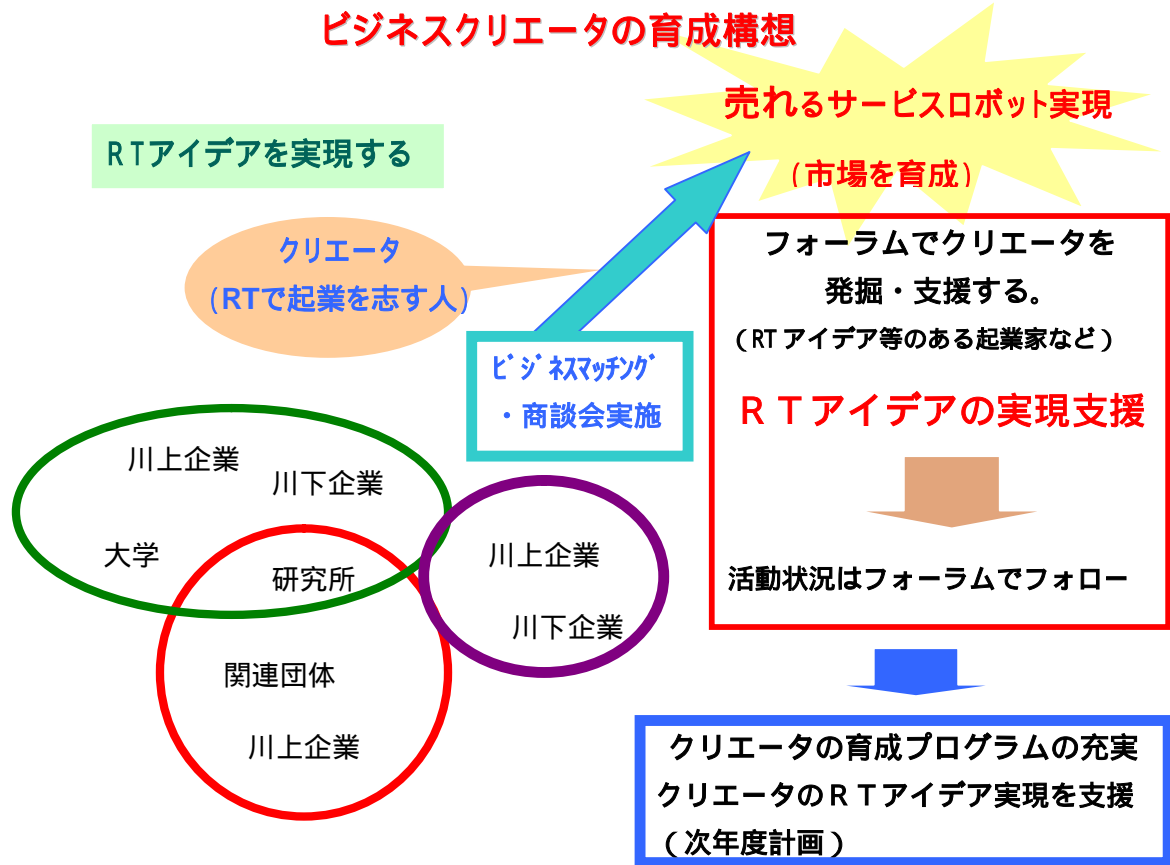 ビジネスクリエータの育成構想
売れるサービスロボット実現
(市場を育成)
RTアイデアを実現する
クリエータ
(RTで起業を志す人)
ﾋﾞｼﾞﾈｽﾏｯﾁﾝｸﾞ
・商談会実施
フォーラムでクリエータを
発掘・支援する。
(RTアイデア等のある起業家など)
RTアイデアの実現支援
活動状況はフォーラムでフォロー
川上企業
川下企業
大学
研究所
関連団体
川上企業
川上企業
川下企業
クリエータの育成プログラムの充実
クリエータのRTアイデア実現を支援
(次年度計画)